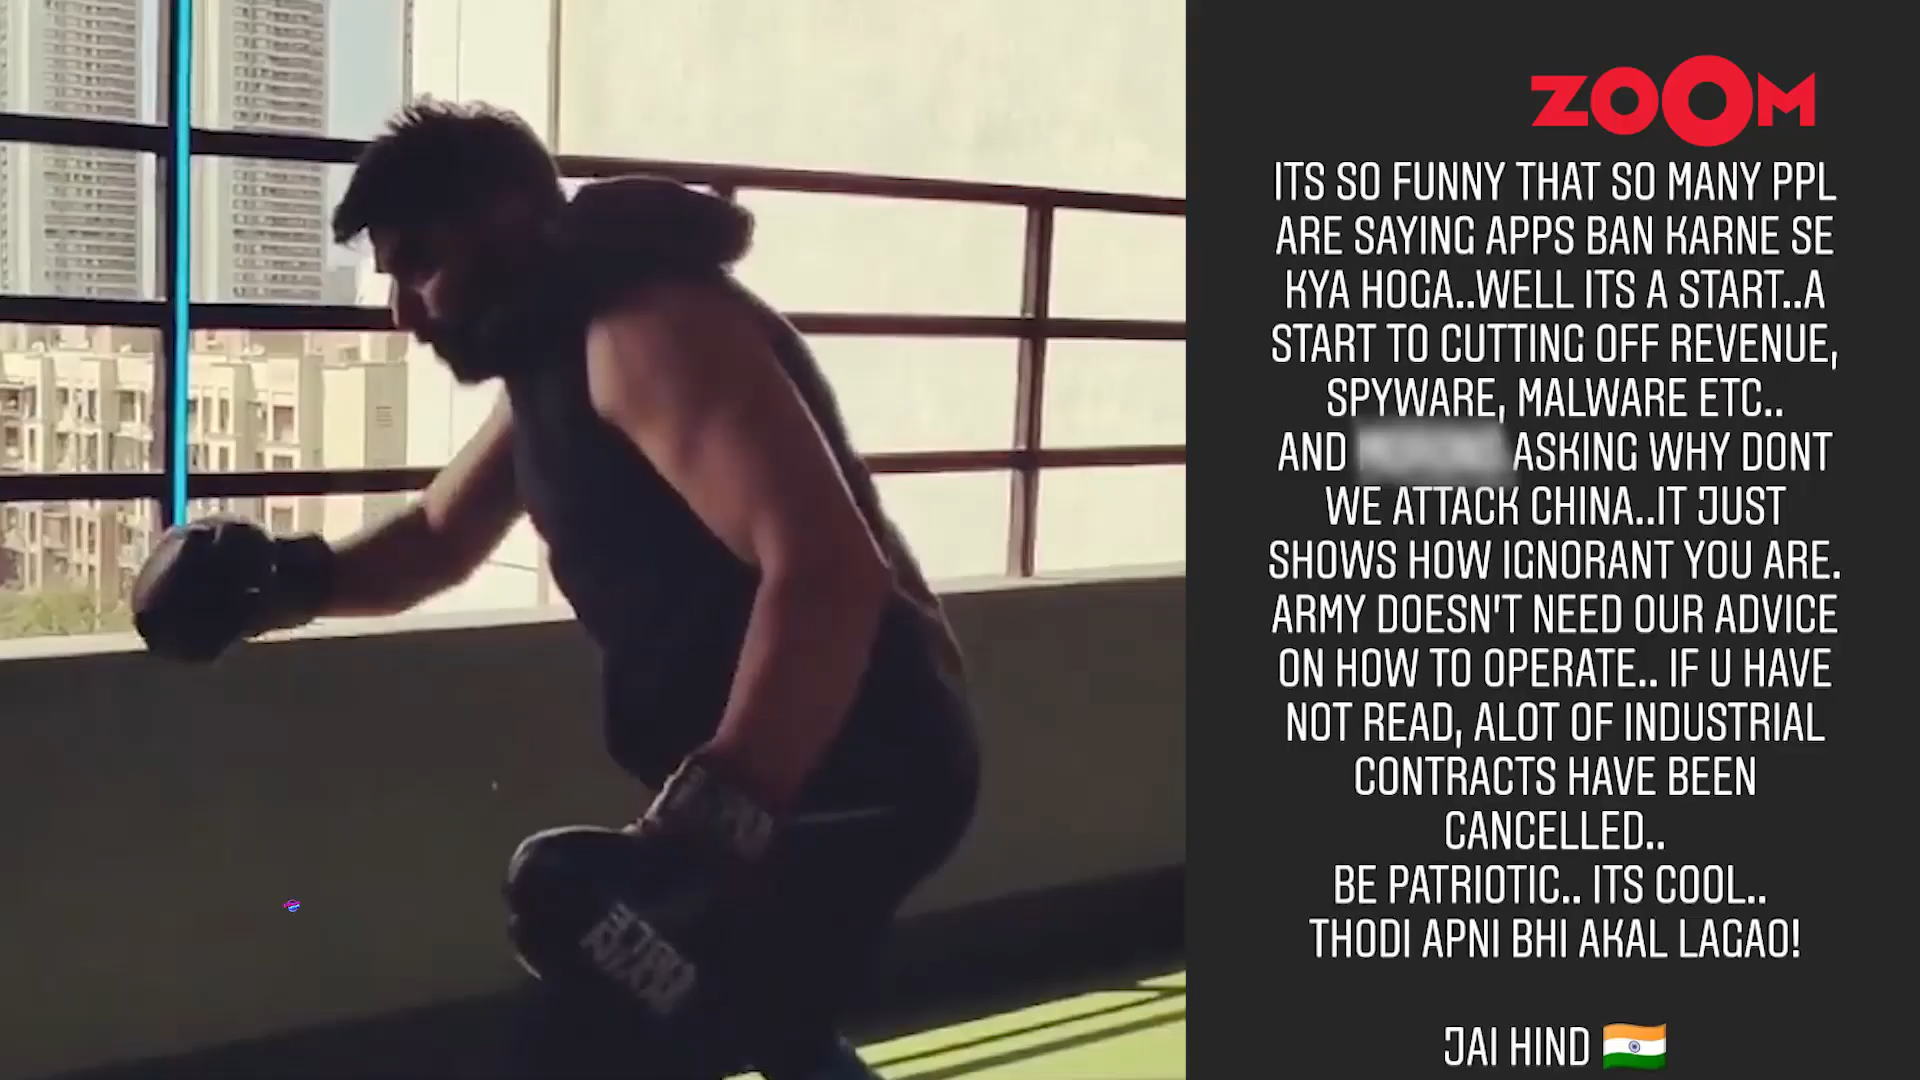 ZOOM
ITS SO FUNNY THAT SO MANY PPL
ARE SAYING APPS BAN KARNE SE
KYA HOGA..WELL ITS A START..A
START TO CUTTING OFF REVENUE,
SPYWARE, MALWARE ETC..
AND ASKING WHY DONT
WE ATTACK CHINA..IT JUST
SHOWS HOW IGNORANT YOU ARE.
ARMY DOESN'T NEED OUR ADVICE
ON HOW TO OPERATE.. IF U HAVE
NOT READ, ALOT OF INDUSTRIAL
CONTRACTS HAVE BEEN
CANCELLED..
BE PATRIOTIC.. ITS COOL..
THODI APNI BHI AKAL LAGAO!
JAI HIND 🇮🇳